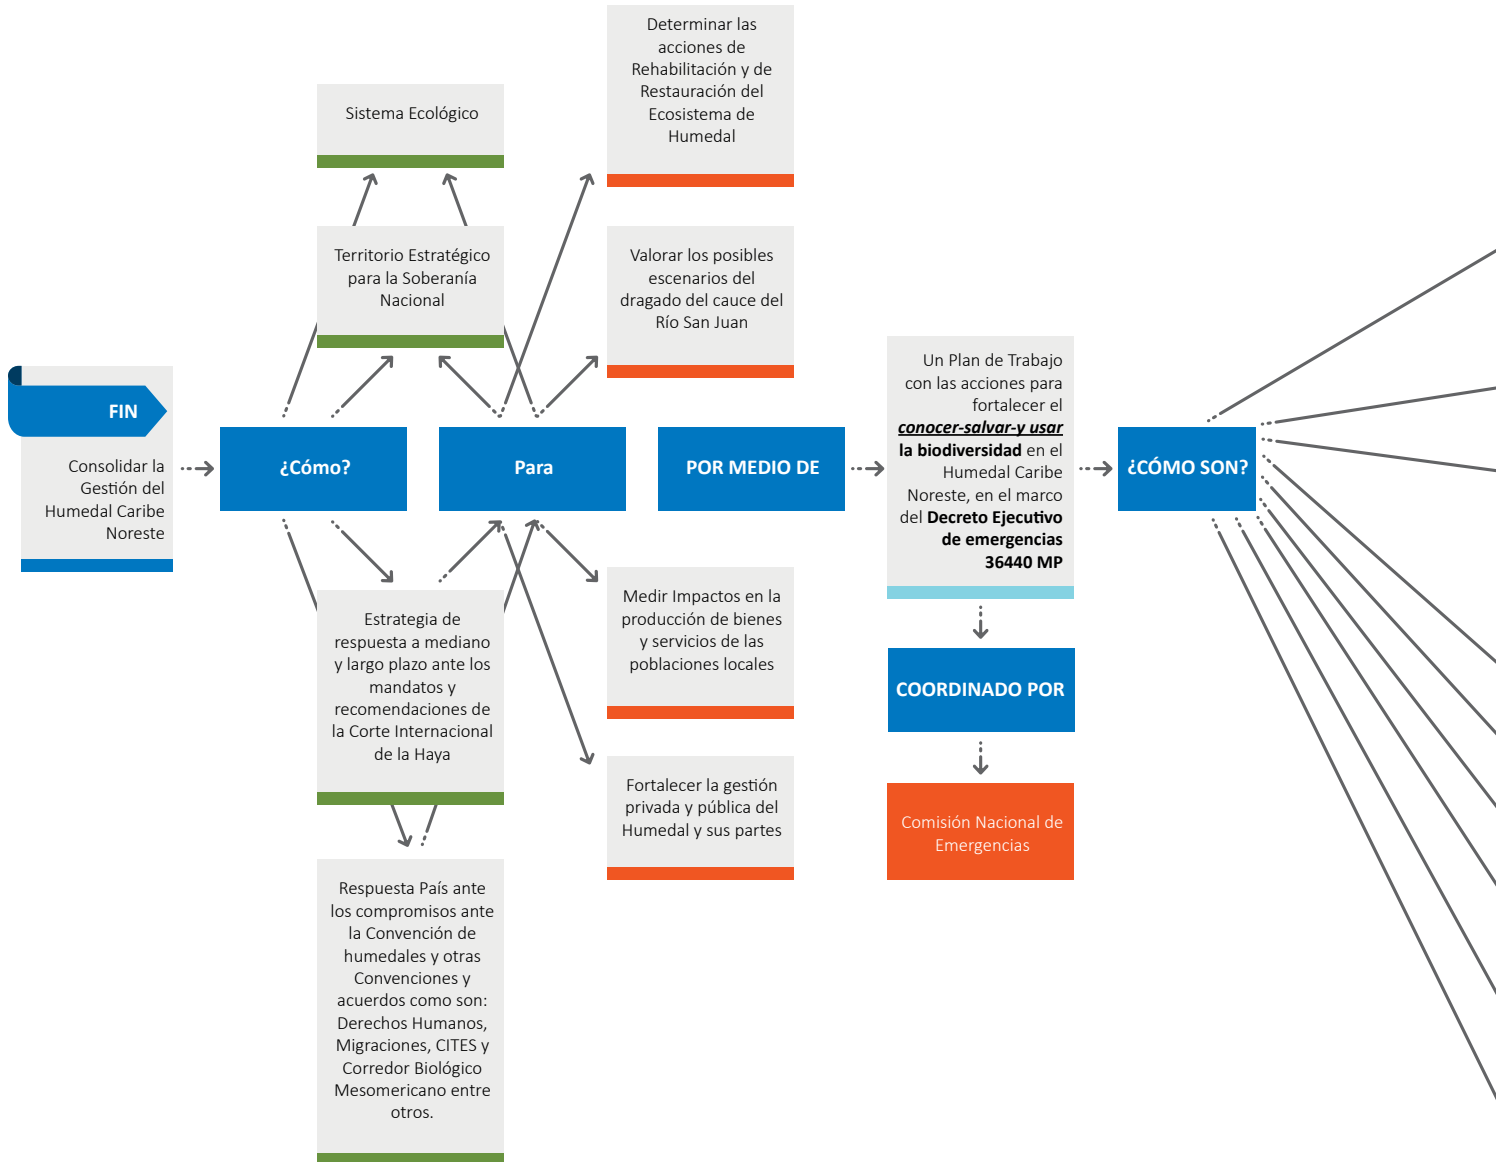 FIN
Consolidar la
Gestión del
Humedal Caribe
Noreste
¿Cómo?
Sistema Ecológico
Territorio Estratégico
para la Soberanía
Nacional
Estrategia de
respuesta a mediano
y largo plazo ante los
mandatos y
recomendaciones de
la Corte Internacional
de la Haya
Respuesta País ante
los compromisos ante
la Convención de
humedales y otras
Convenciones y
acuerdos como son:
Derechos Humanos,
Migraciones, CITES y
Corredor Biológico
Mesomericano entre
otros.
Para
Determinar las
acciones de
Rehabilitación y de
Restauración del
Ecosistema de
Humedal
Valorar los posibles
escenarios del
dragado del cauce del
Río San Juan
Medir Impactos en la
producción de bienes
y servicios de las
poblaciones locales
Fortalecer la gestión
privada y pública del
Humedal y sus partes
POR MEDIO DE
Un Plan de Trabajo
con las acciones para
fortalecer el
conocer-salvar-y usar
la biodiversidad en el
Humedal Caribe
Noreste, en el marco
del Decreto Ejecutivo
de emergencias
36440 MP
COORDINADO POR
Comisión Nacional de
Emergencias
¿CÓMO SON?